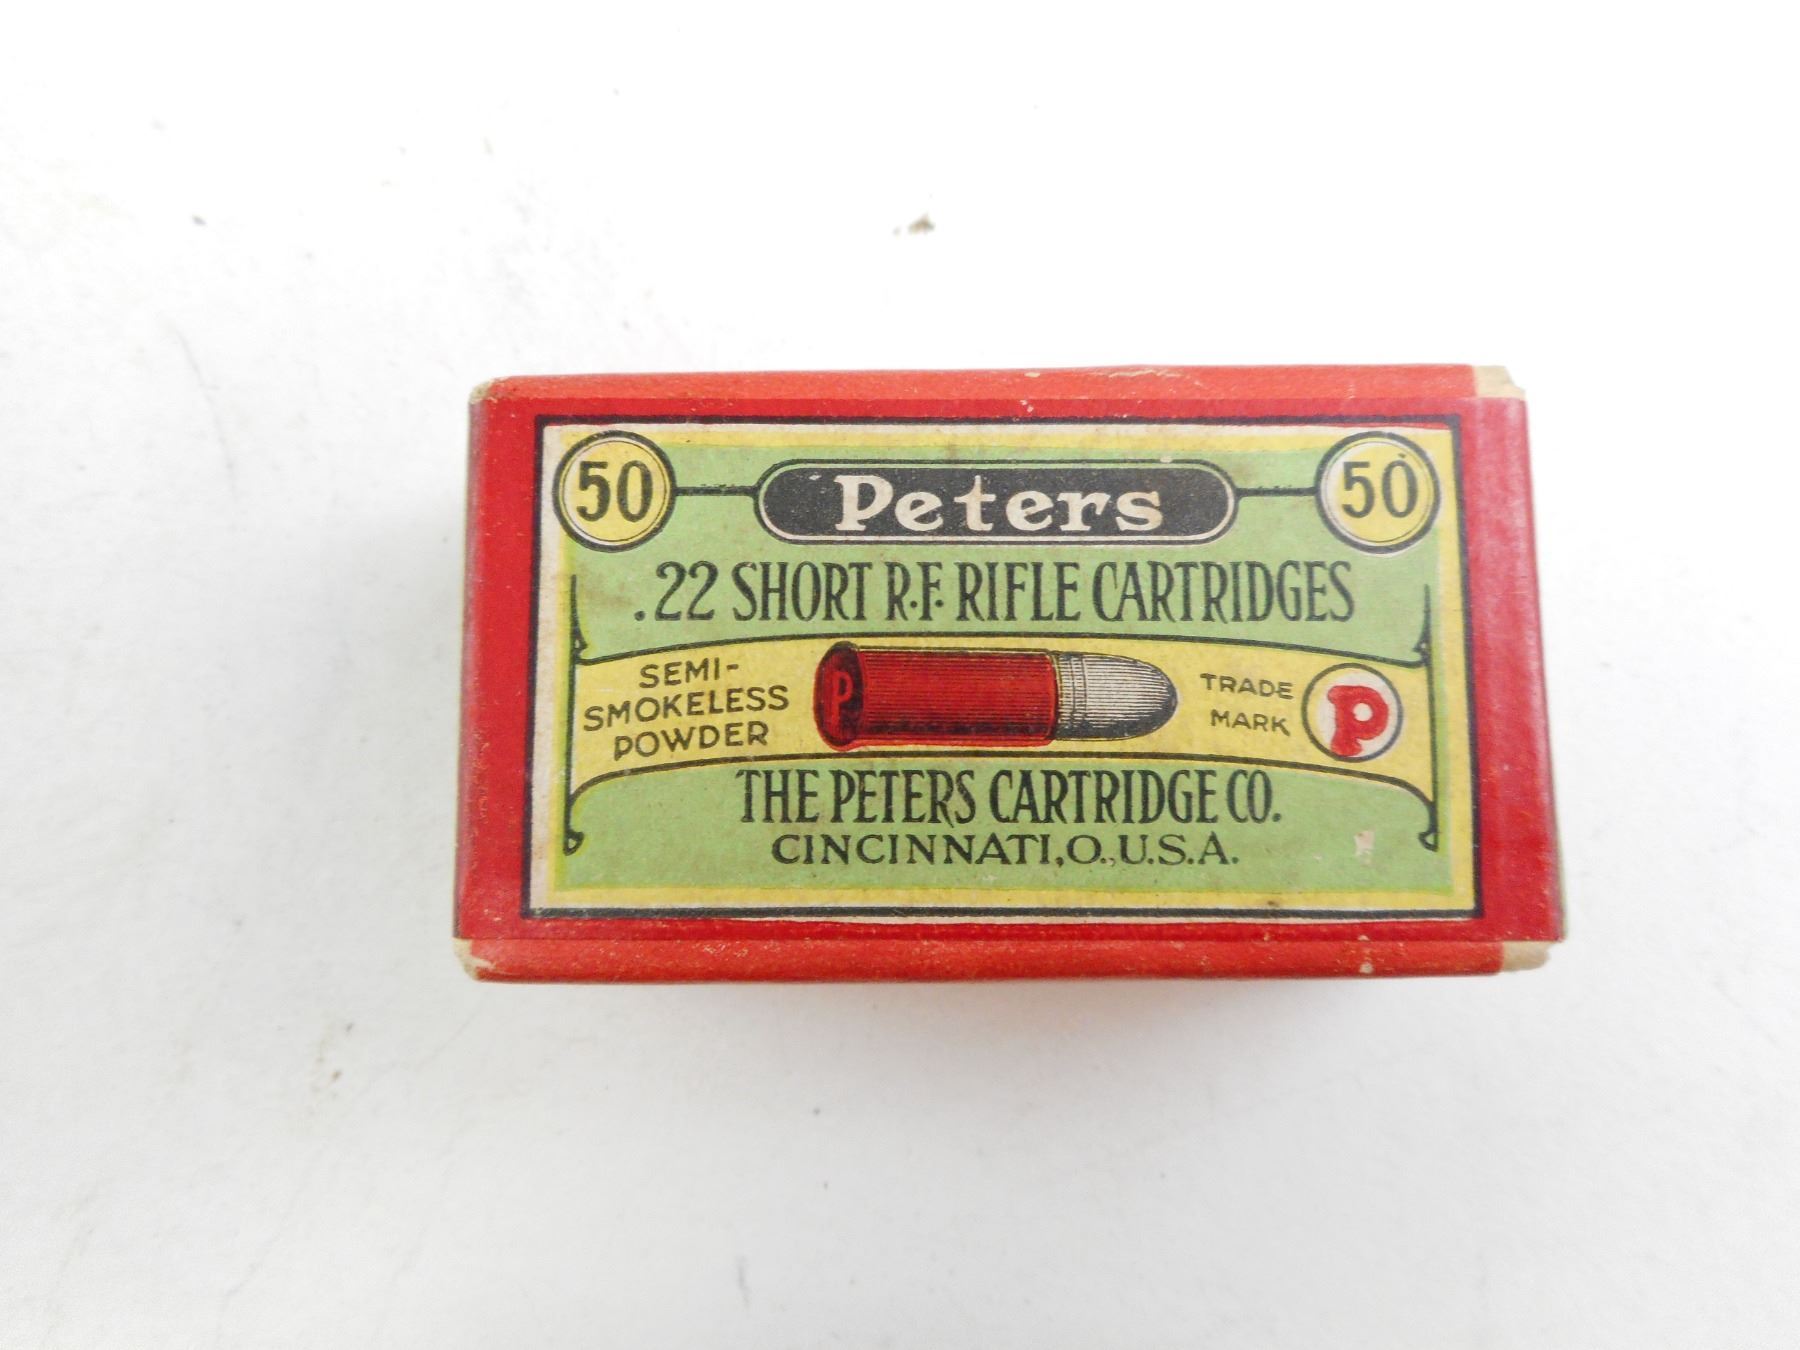 50 Peters 50
.22 SHORT R.F. RIFLE CARTRIDGES
SEMI-
SMOKELESS
POWDER
P
TRADE
MARK
P
THE PETERS CARTRIDGE CO.
CINCINNATI, O., U.S.A.